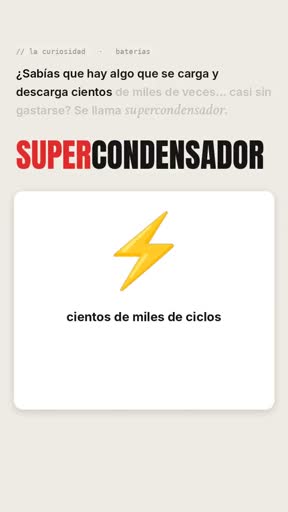 // la curiosidad · baterías
¿Sabías que hay algo que se carga y
descarga cientos de miles de veces... casi sin
gastarse? Se llama supercondensador.
SUPERCONDENSADOR
cientos de miles de ciclos